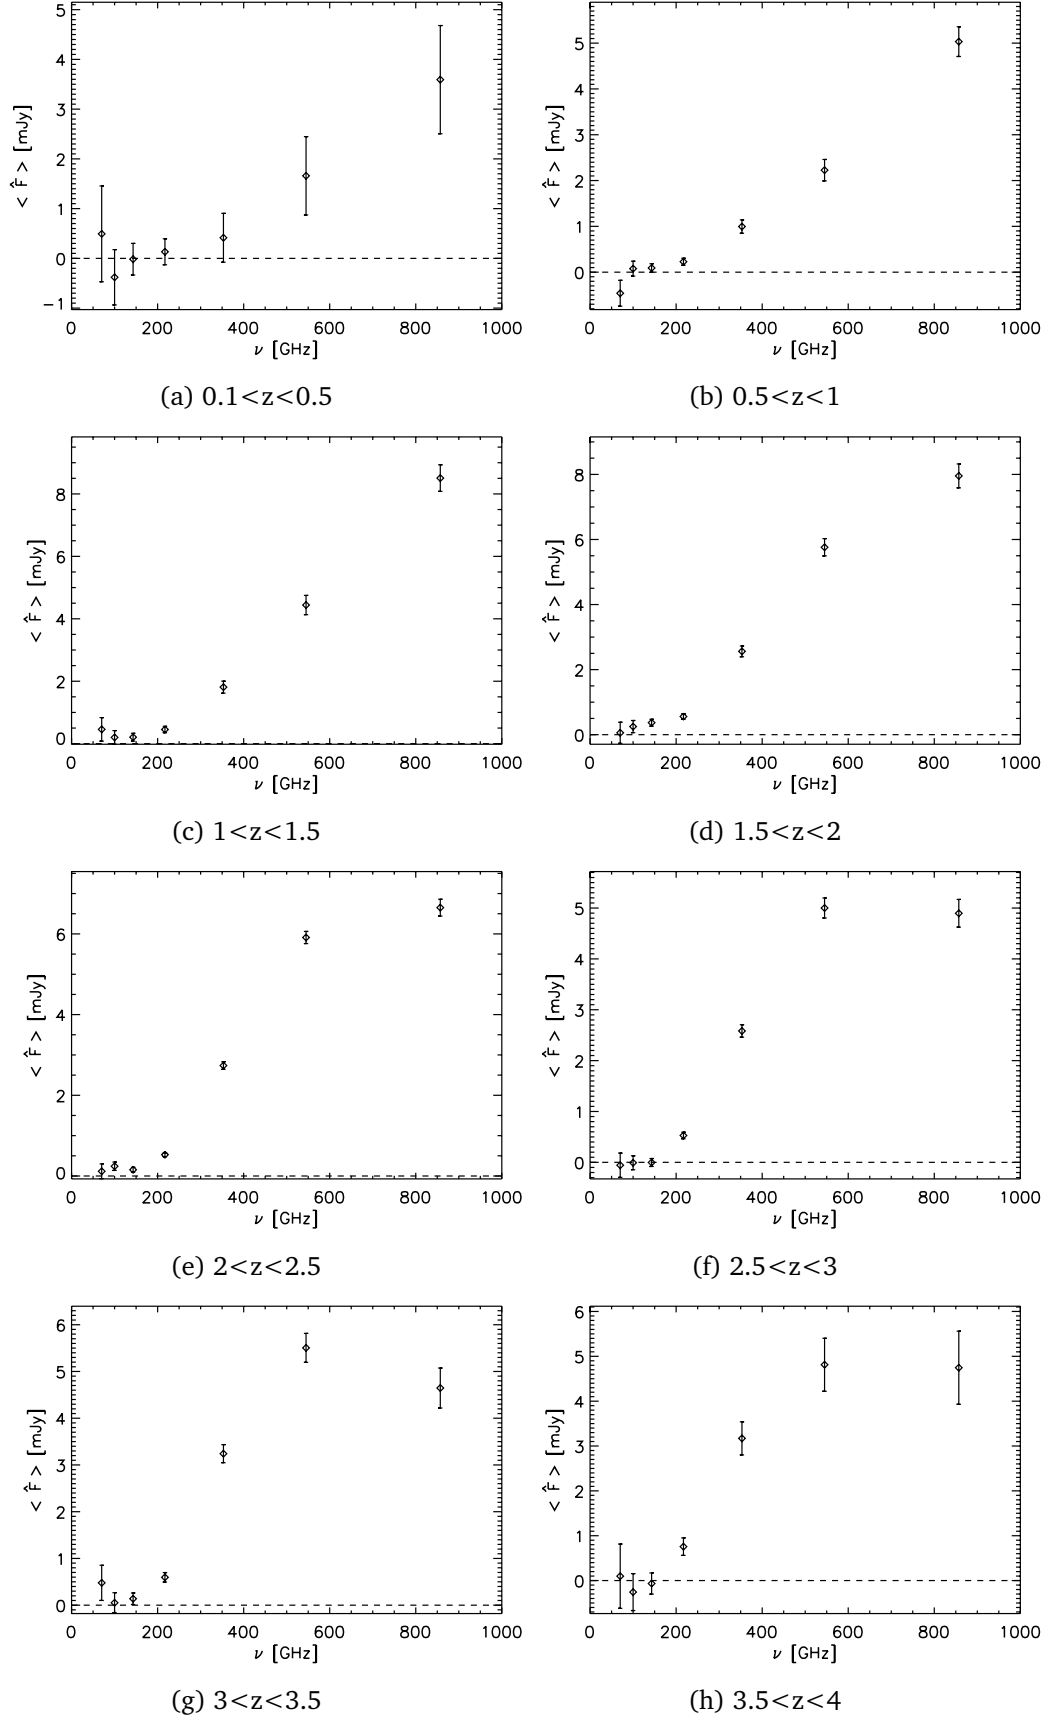 5
4
3
2
1
0
−1
< F̂ > [mJy]
0 200 400 600 800 1000
ν [GHz]
(a) 0.1<z<0.5
5
4
3
2
1
0
< F̂ > [mJy]
0 200 400 600 800 1000
ν [GHz]
(b) 0.5<z<1
8
6
4
2
0
< F̂ > [mJy]
0 200 400 600 800 1000
ν [GHz]
(c) 1<z<1.5
8
6
4
2
0
< F̂ > [mJy]
0 200 400 600 800 1000
ν [GHz]
(d) 1.5<z<2
6
4
2
0
< F̂ > [mJy]
0 200 400 600 800 1000
ν [GHz]
(e) 2<z<2.5
5
4
3
2
1
0
< F̂ > [mJy]
0 200 400 600 800 1000
ν [GHz]
(f) 2.5<z<3
6
5
4
3
2
1
0
< F̂ > [mJy]
0 200 400 600 800 1000
ν [GHz]
(g) 3<z<3.5
6
5
4
3
2
1
0
< F̂ > [mJy]
0 200 400 600 800 1000
ν [GHz]
(h) 3.5<z<4